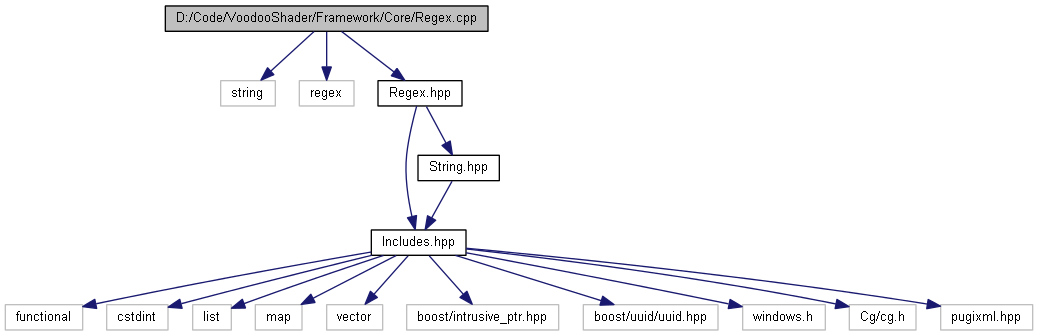 D:/Code/VoodooShader/Framework/Core/Regex.cpp
string
regex
Regex.hpp
String.hpp
Includes.hpp
functional
cstdint
list
map
vector
boost/intrusive_ptr.hpp
boost/uuid/uuid.hpp
windows.h
Cg/cg.h
pugixml.hpp